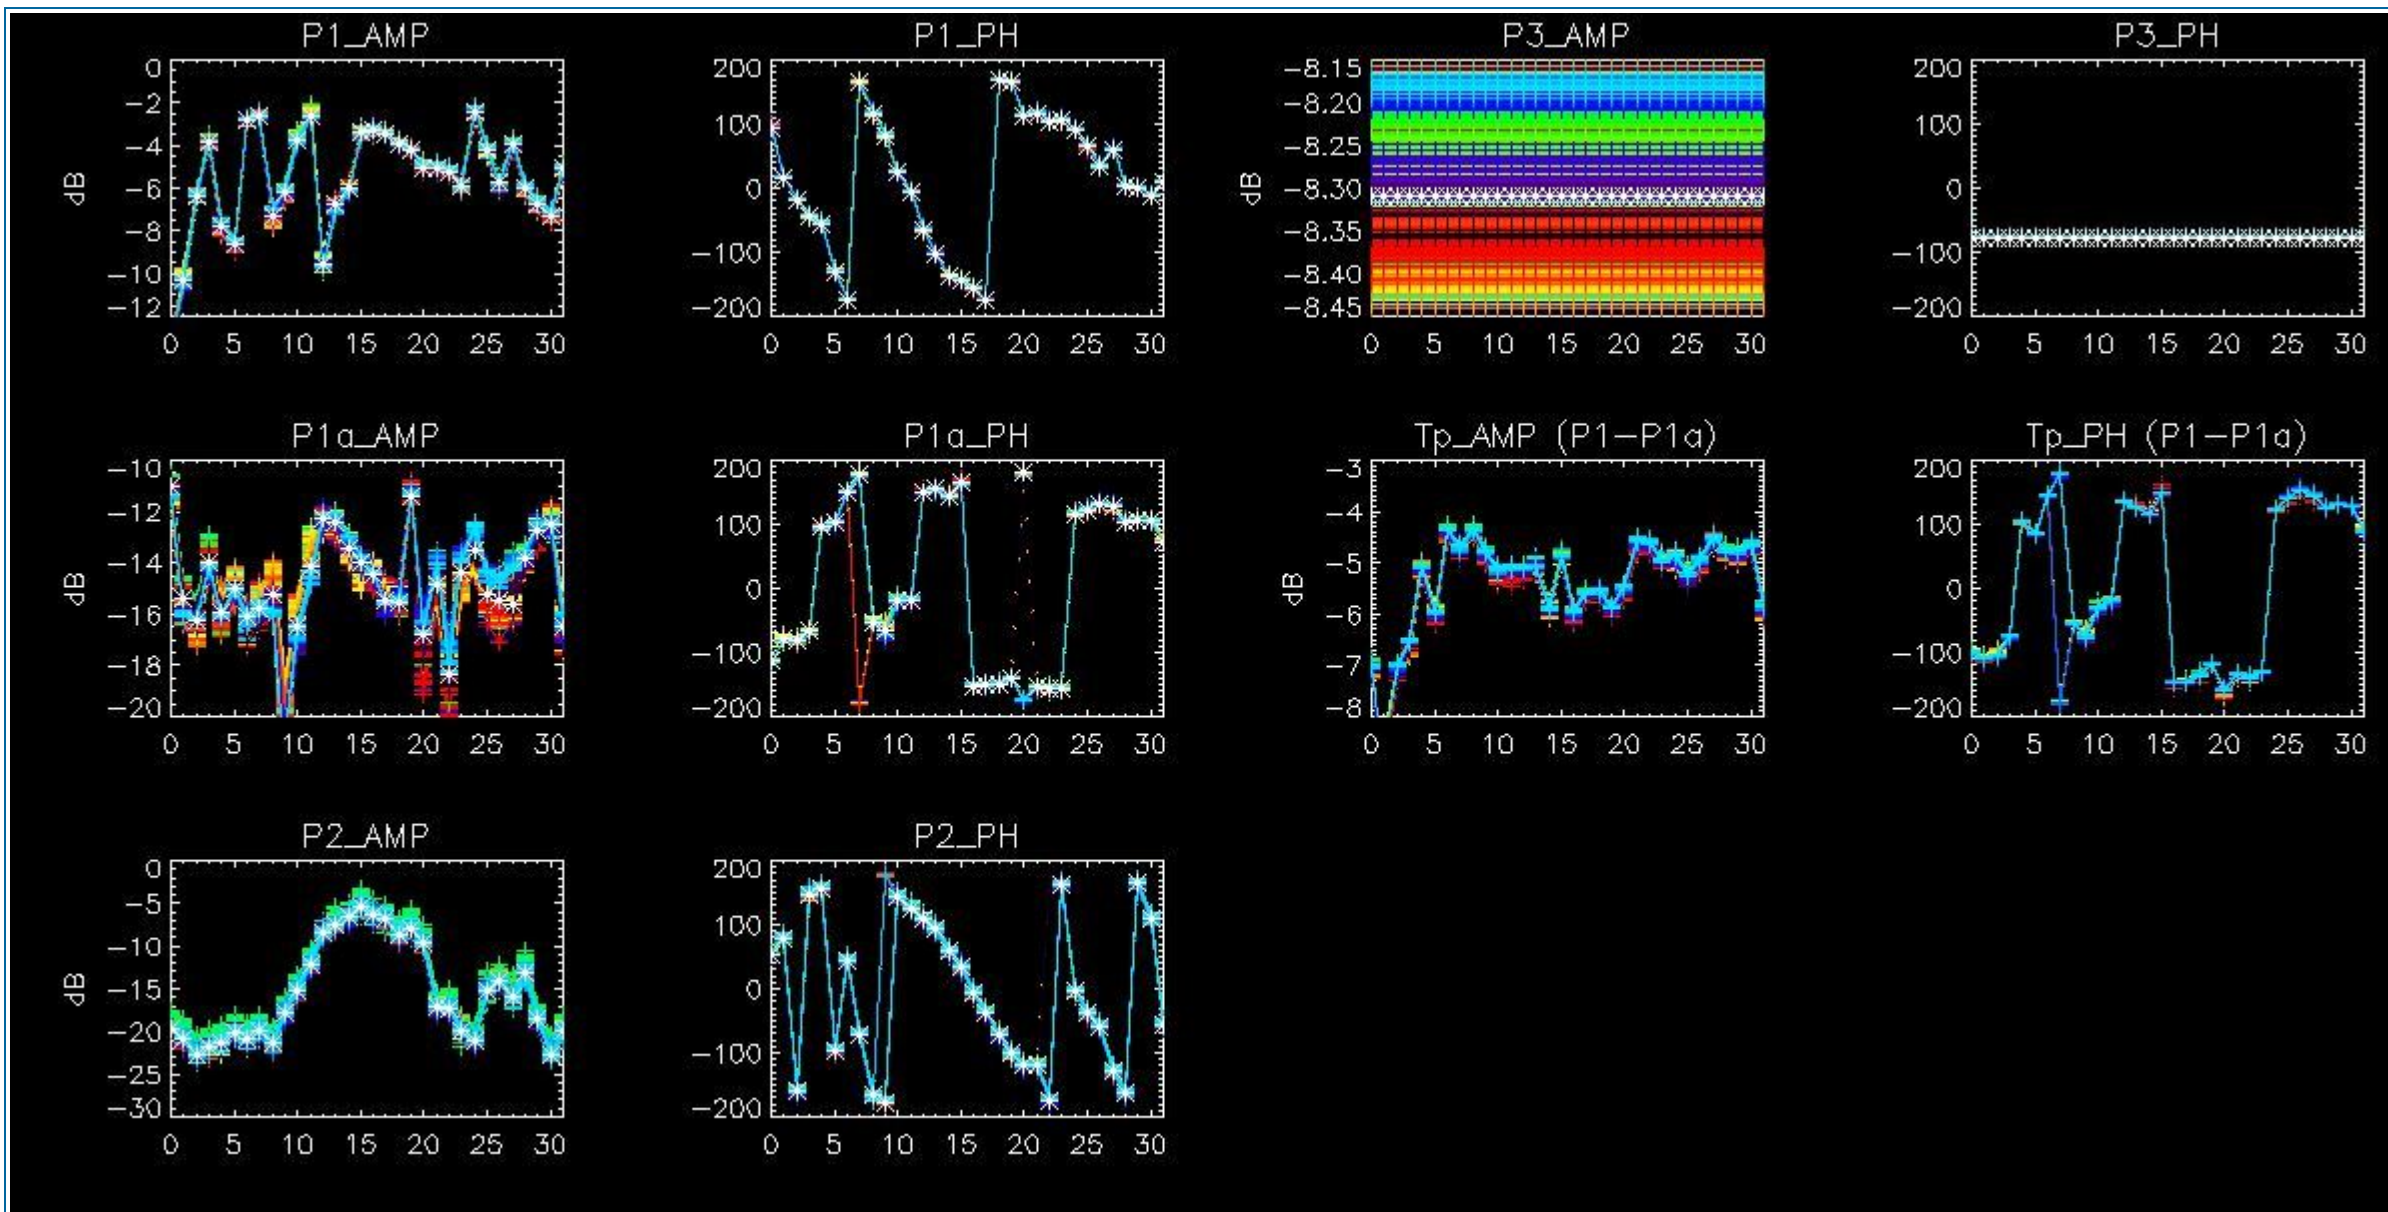 P1_AMP
P1_PH
P3_AMP
P3_PH
0
−2
−4
−6
−8
−10
−12
dB
0 5 10 15 20 25 30
200
100
0
−100
−200
0 5 10 15 20 25 30
−8.15
−8.20
−8.25
−8.30
−8.35
−8.40
−8.45
dB
0 5 10 15 20 25 30
200
100
0
−100
−200
0 5 10 15 20 25 30
P1a_AMP
P1a_PH
Tp_AMP (P1−P1a)
Tp_PH (P1−P1a)
−10
−12
−14
−16
−18
−20
dB
0 5 10 15 20 25 30
200
100
0
−100
−200
0 5 10 15 20 25 30
−3
−4
−5
−6
−7
−8
dB
0 5 10 15 20 25 30
200
100
0
−100
−200
0 5 10 15 20 25 30
P2_AMP
P2_PH
0
−5
−10
−15
−20
−25
−30
dB
0 5 10 15 20 25 30
200
100
0
−100
−200
0 5 10 15 20 25 30